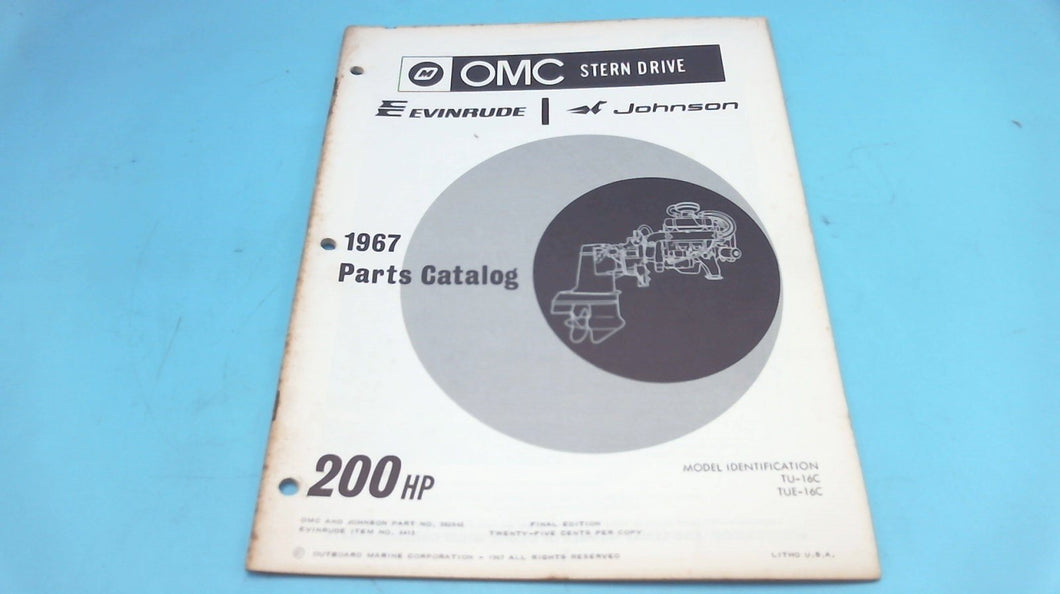 M OMC STERN DRIVE
EVINRUDE | Johnson
1967
Parts Catalog
200 HP
MODEL IDENTIFICATION
TU-16C
TUE-16C
OMC AND JOHNSON PART NO. FINAL EDITION
EVINRUDE ITEM NO. TWENTY-FIVE CENTS PER COPY
© OUTBOARD MARINE CORPORATION - 1967 ALL RIGHTS RESERVED LITHO U.S.A.